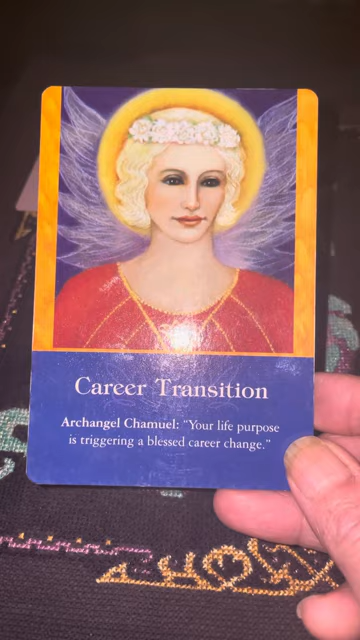 Career Transition
Archangel Chamuel: “Your life purpose
is triggering a blessed career change.”